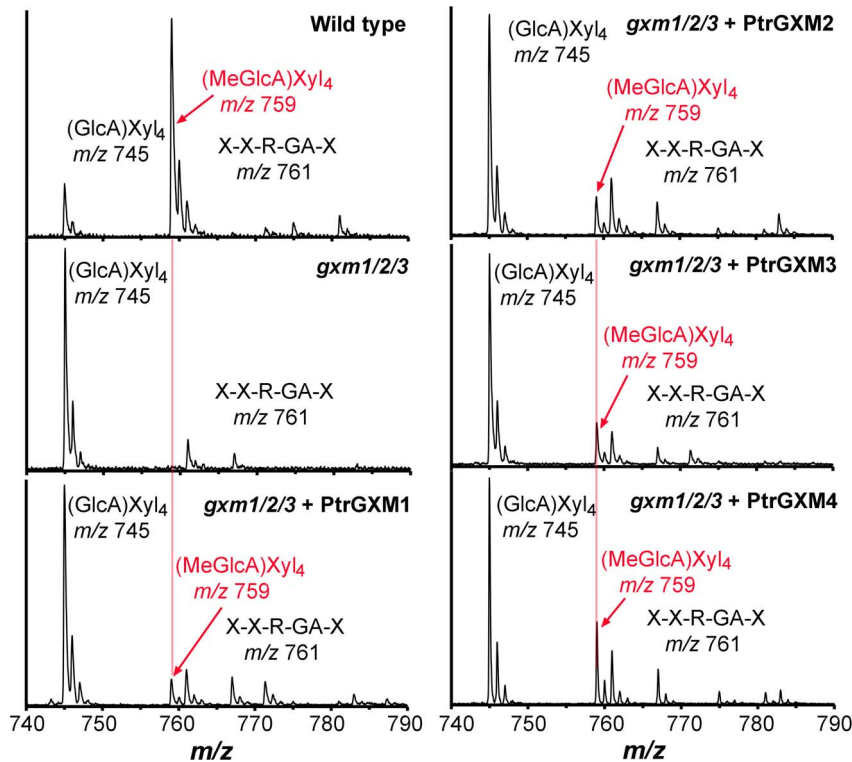 Wild type
(MeGlcA)Xyl₄
m/z 759
(GlcA)Xyl₄
m/z 745
X-X-R-GA-X
m/z 761
gxm1/2/3
(GlcA)Xyl₄
m/z 745
X-X-R-GA-X
m/z 761
gxm1/2/3 + PtrGXM1
(GlcA)Xyl₄
m/z 745
(MeGlcA)Xyl₄
m/z 759
X-X-R-GA-X
m/z 761
740 750 760 770 780 790
m/z
gxm1/2/3 + PtrGXM2
(GlcA)Xyl₄
m/z 745
(MeGlcA)Xyl₄
m/z 759
X-X-R-GA-X
m/z 761
gxm1/2/3 + PtrGXM3
(GlcA)Xyl₄
m/z 745
(MeGlcA)Xyl₄
m/z 759
X-X-R-GA-X
m/z 761
gxm1/2/3 + PtrGXM4
(GlcA)Xyl₄
m/z 745
(MeGlcA)Xyl₄
m/z 759
X-X-R-GA-X
m/z 761
740 750 760 770 780 790
m/z